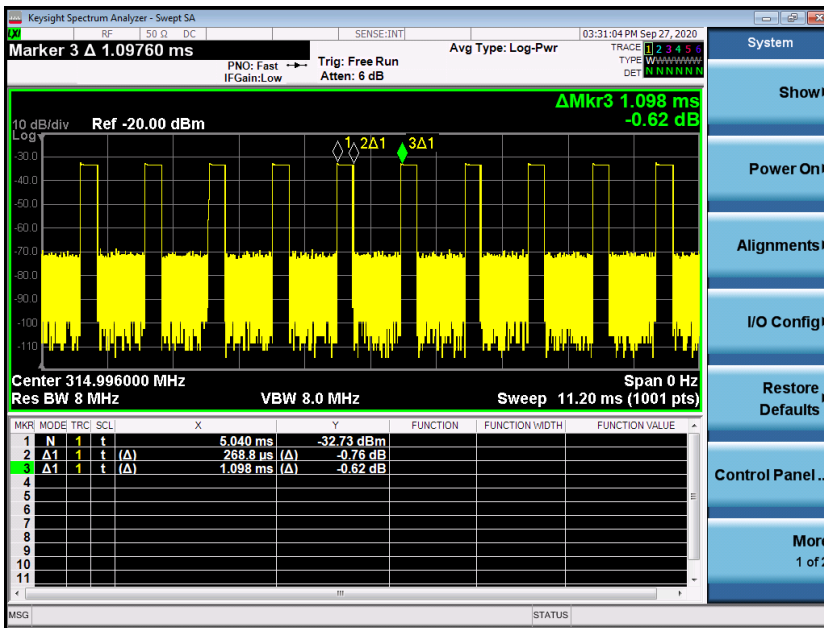 Keysight Spectrum Analyzer - Swept SA
LXI RF 50 Ω DC SENSE:INT 03:31:04 PM Sep 27, 2020
Marker 3 Δ 1.09760 ms
Avg Type: Log-Pwr
TRACE 1 2 3 4 5 6
TYPE WWWWWW
DET N N N N N N
PNO: Fast
IFGain:Low
Trig: Free Run
Atten: 6 dB
ΔMkr3 1.098 ms
-0.62 dB
10 dB/div Ref -20.00 dBm
Log
1 2Δ1 3Δ1
-30.0
-40.0
-50.0
-60.0
-70.0
-80.0
-90.0
-100
-110
Center 314.996000 MHz Span 0 Hz
Res BW 8 MHz VBW 8.0 MHz Sweep 11.20 ms (1001 pts)
MKR MODE TRC SCL X Y FUNCTION FUNCTION WIDTH FUNCTION VALUE
1 N 1 t 5.040 ms -32.73 dBm
2 Δ1 1 t (Δ) 268.8 µs (Δ) -0.76 dB
3 Δ1 1 t (Δ) 1.098 ms (Δ) -0.62 dB
4
5
6
7
8
9
10
11
MSG STATUS
System
Show
Power On
Alignments
I/O Config
Restore
Defaults
Control Panel...
More
1 of 2